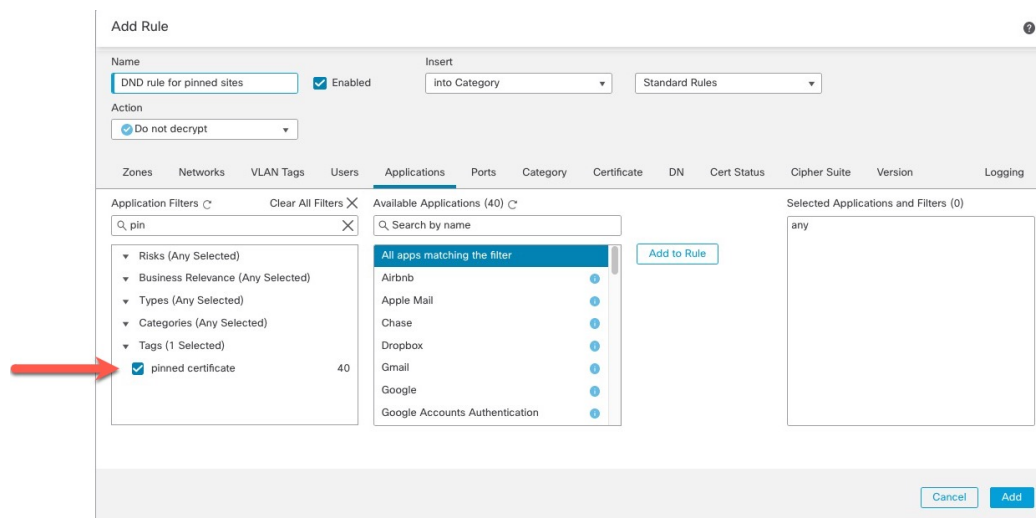 Add Rule
Name
Insert
DND rule for pinned sites
Enabled
into Category
Standard Rules
Action
Do not decrypt
Zones Networks VLAN Tags Users Applications Ports Category Certificate DN Cert Status Cipher Suite Version Logging
Application Filters
Clear All Filters
Available Applications (40)
Selected Applications and Filters (0)
pin
Search by name
any
Risks (Any Selected)
All apps matching the filter
Add to Rule
Business Relevance (Any Selected)
Airbnb
Types (Any Selected)
Apple Mail
Categories (Any Selected)
Chase
Tags (1 Selected)
Dropbox
pinned certificate 40
Gmail
Google
Google Accounts Authentication
Cancel
Add